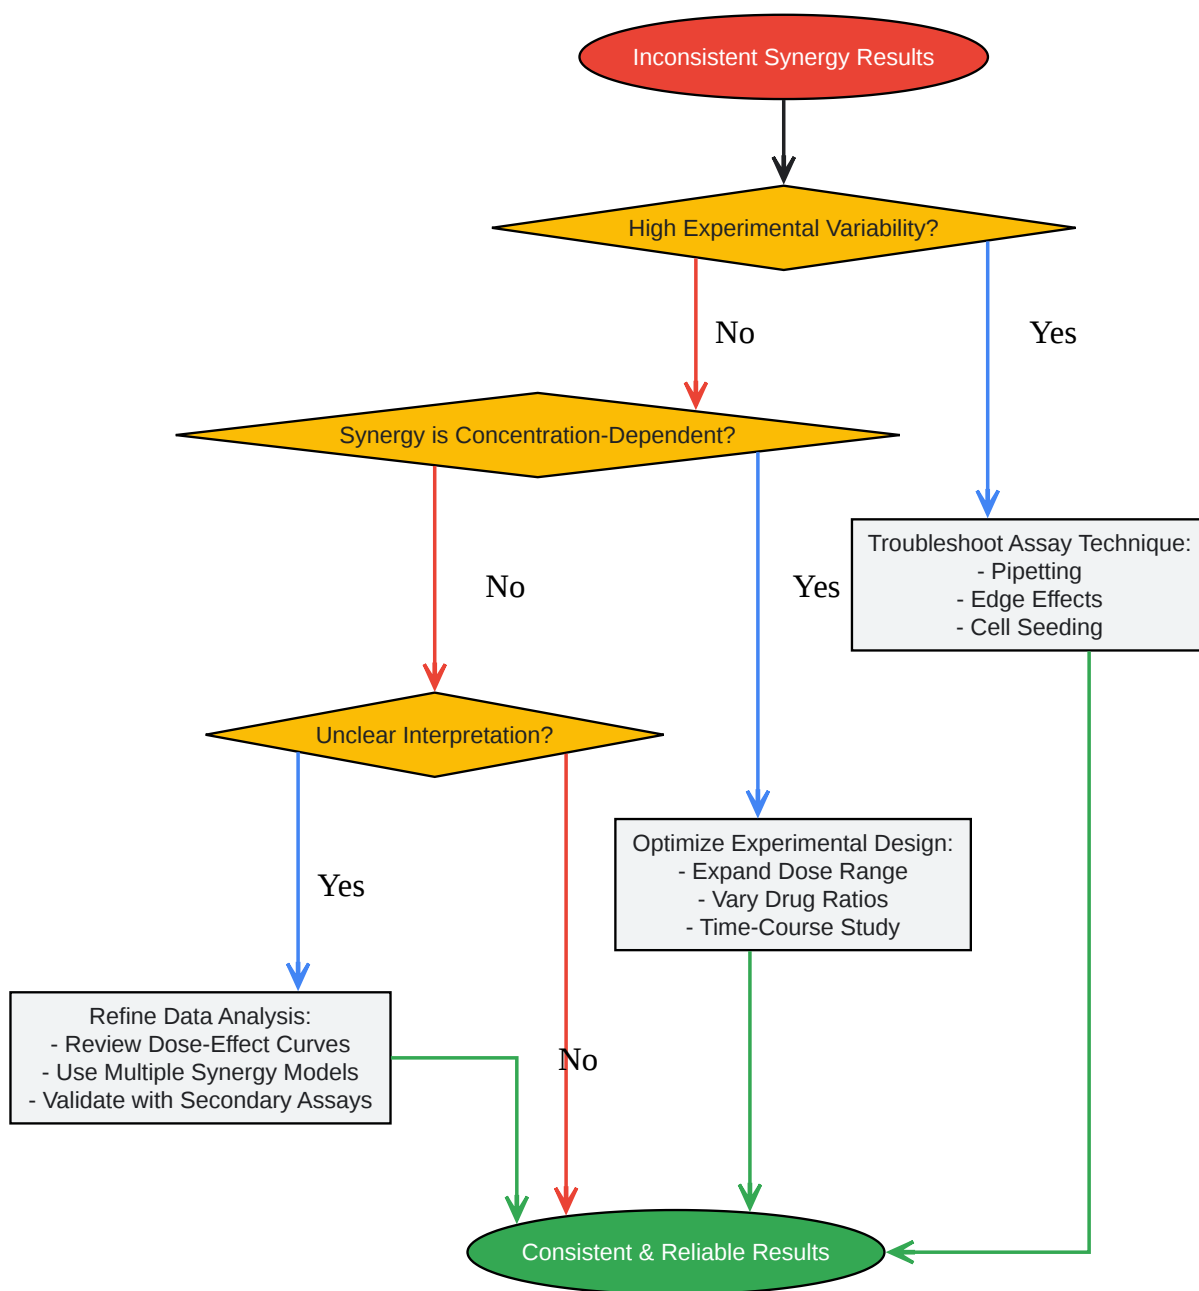 Inconsistent Synergy Results
High Experimental Variability?
No
Yes
Synergy is Concentration-Dependent?
Troubleshoot Assay Technique:
- Pipetting
- Edge Effects
- Cell Seeding
No
Yes
Unclear Interpretation?
Optimize Experimental Design:
- Expand Dose Range
- Vary Drug Ratios
- Time-Course Study
Yes
Refine Data Analysis:
- Review Dose-Effect Curves
- Use Multiple Synergy Models
- Validate with Secondary Assays
No
Consistent & Reliable Results